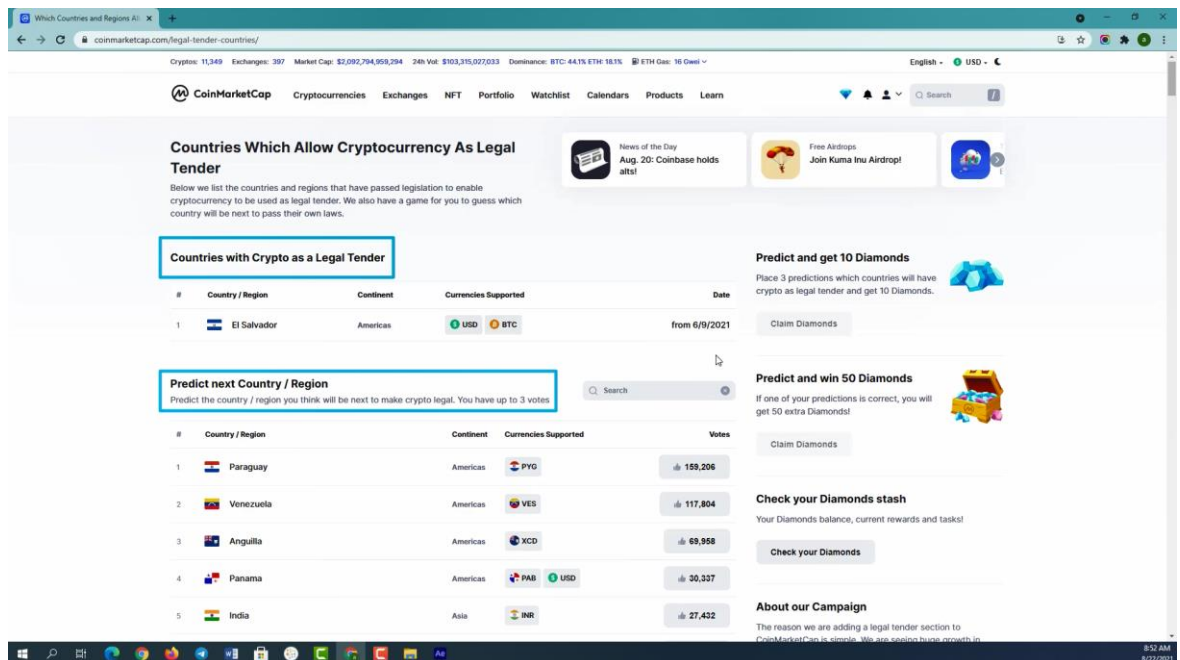 Which Countries and Regions Al
coinmarketcap.com/legal-tender-countries/
Cryptos: 11,349 Exchanges: 397 Market Cap: $2,092,794,959,294 24h Vol: $103,315,027,033 Dominance: BTC: 44.1% ETH: 18.1% ETH Gas: 16 Gwei English USD
CoinMarketCap Cryptocurrencies Exchanges NFT Portfolio Watchlist Calendars Products Learn Search /
Countries Which Allow Cryptocurrency As Legal
Tender
Below we list the countries and regions that have passed legislation to enable
cryptocurrency to be used as legal tender. We also have a game for you to guess which
country will be next to pass their own laws.
News of the Day
Aug. 20: Coinbase holds
alts!
Free Airdrops
Join Kuma Inu Airdrop!
Countries with Crypto as a Legal Tender
# Country / Region Continent Currencies Supported Date
1 El Salvador Americas USD BTC from 6/9/2021
Predict next Country / Region
Predict the country / region you think will be next to make crypto legal. You have up to 3 votes
Search
# Country / Region Continent Currencies Supported Votes
1 Paraguay Americas PYG 159,206
2 Venezuela Americas VES 117,804
3 Anguilla Americas XCD 69,958
4 Panama Americas PAB USD 30,337
5 India Asia INR 27,432
Predict and get 10 Diamonds
Place 3 predictions which countries will have
crypto as legal tender and get 10 Diamonds.
Claim Diamonds
Predict and win 50 Diamonds
If one of your predictions is correct, you will
get 50 extra Diamonds!
Claim Diamonds
Check your Diamonds stash
Your Diamonds balance, current rewards and tasks!
Check your Diamonds
About our Campaign
The reason we are adding a legal tender section to
CoinMarketCap is simple. We are seeing huge growth in
8:52 AM
8/22/2021